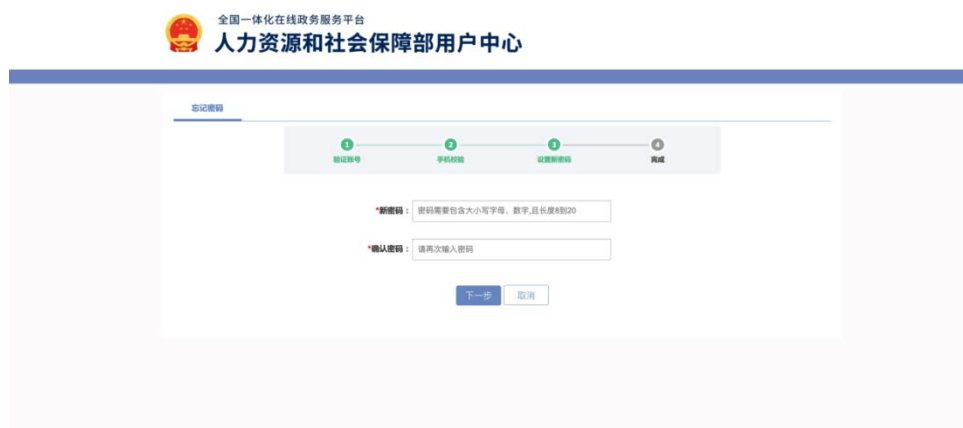 全国一体化在线政务服务平台
人力资源和社会保障部用户中心
忘记密码
1 2 3 4
验证账号 手机校验 设置新密码 完成
*新密码： 密码需要包含大小写字母、数字,且长度8到20
*确认密码： 请再次输入密码
下一步 取消